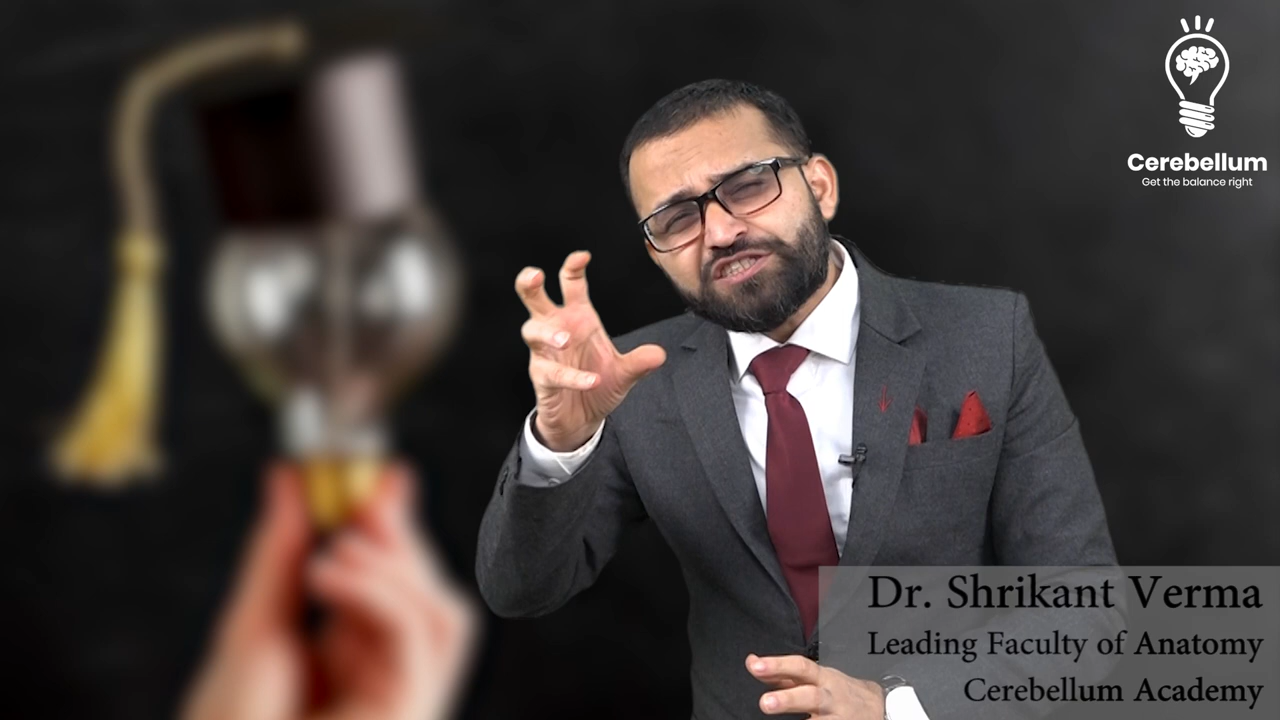 Cerebellum
Get the balance right
Dr. Shrikant Verma
Leading Faculty of Anatomy
Cerebellum Academy